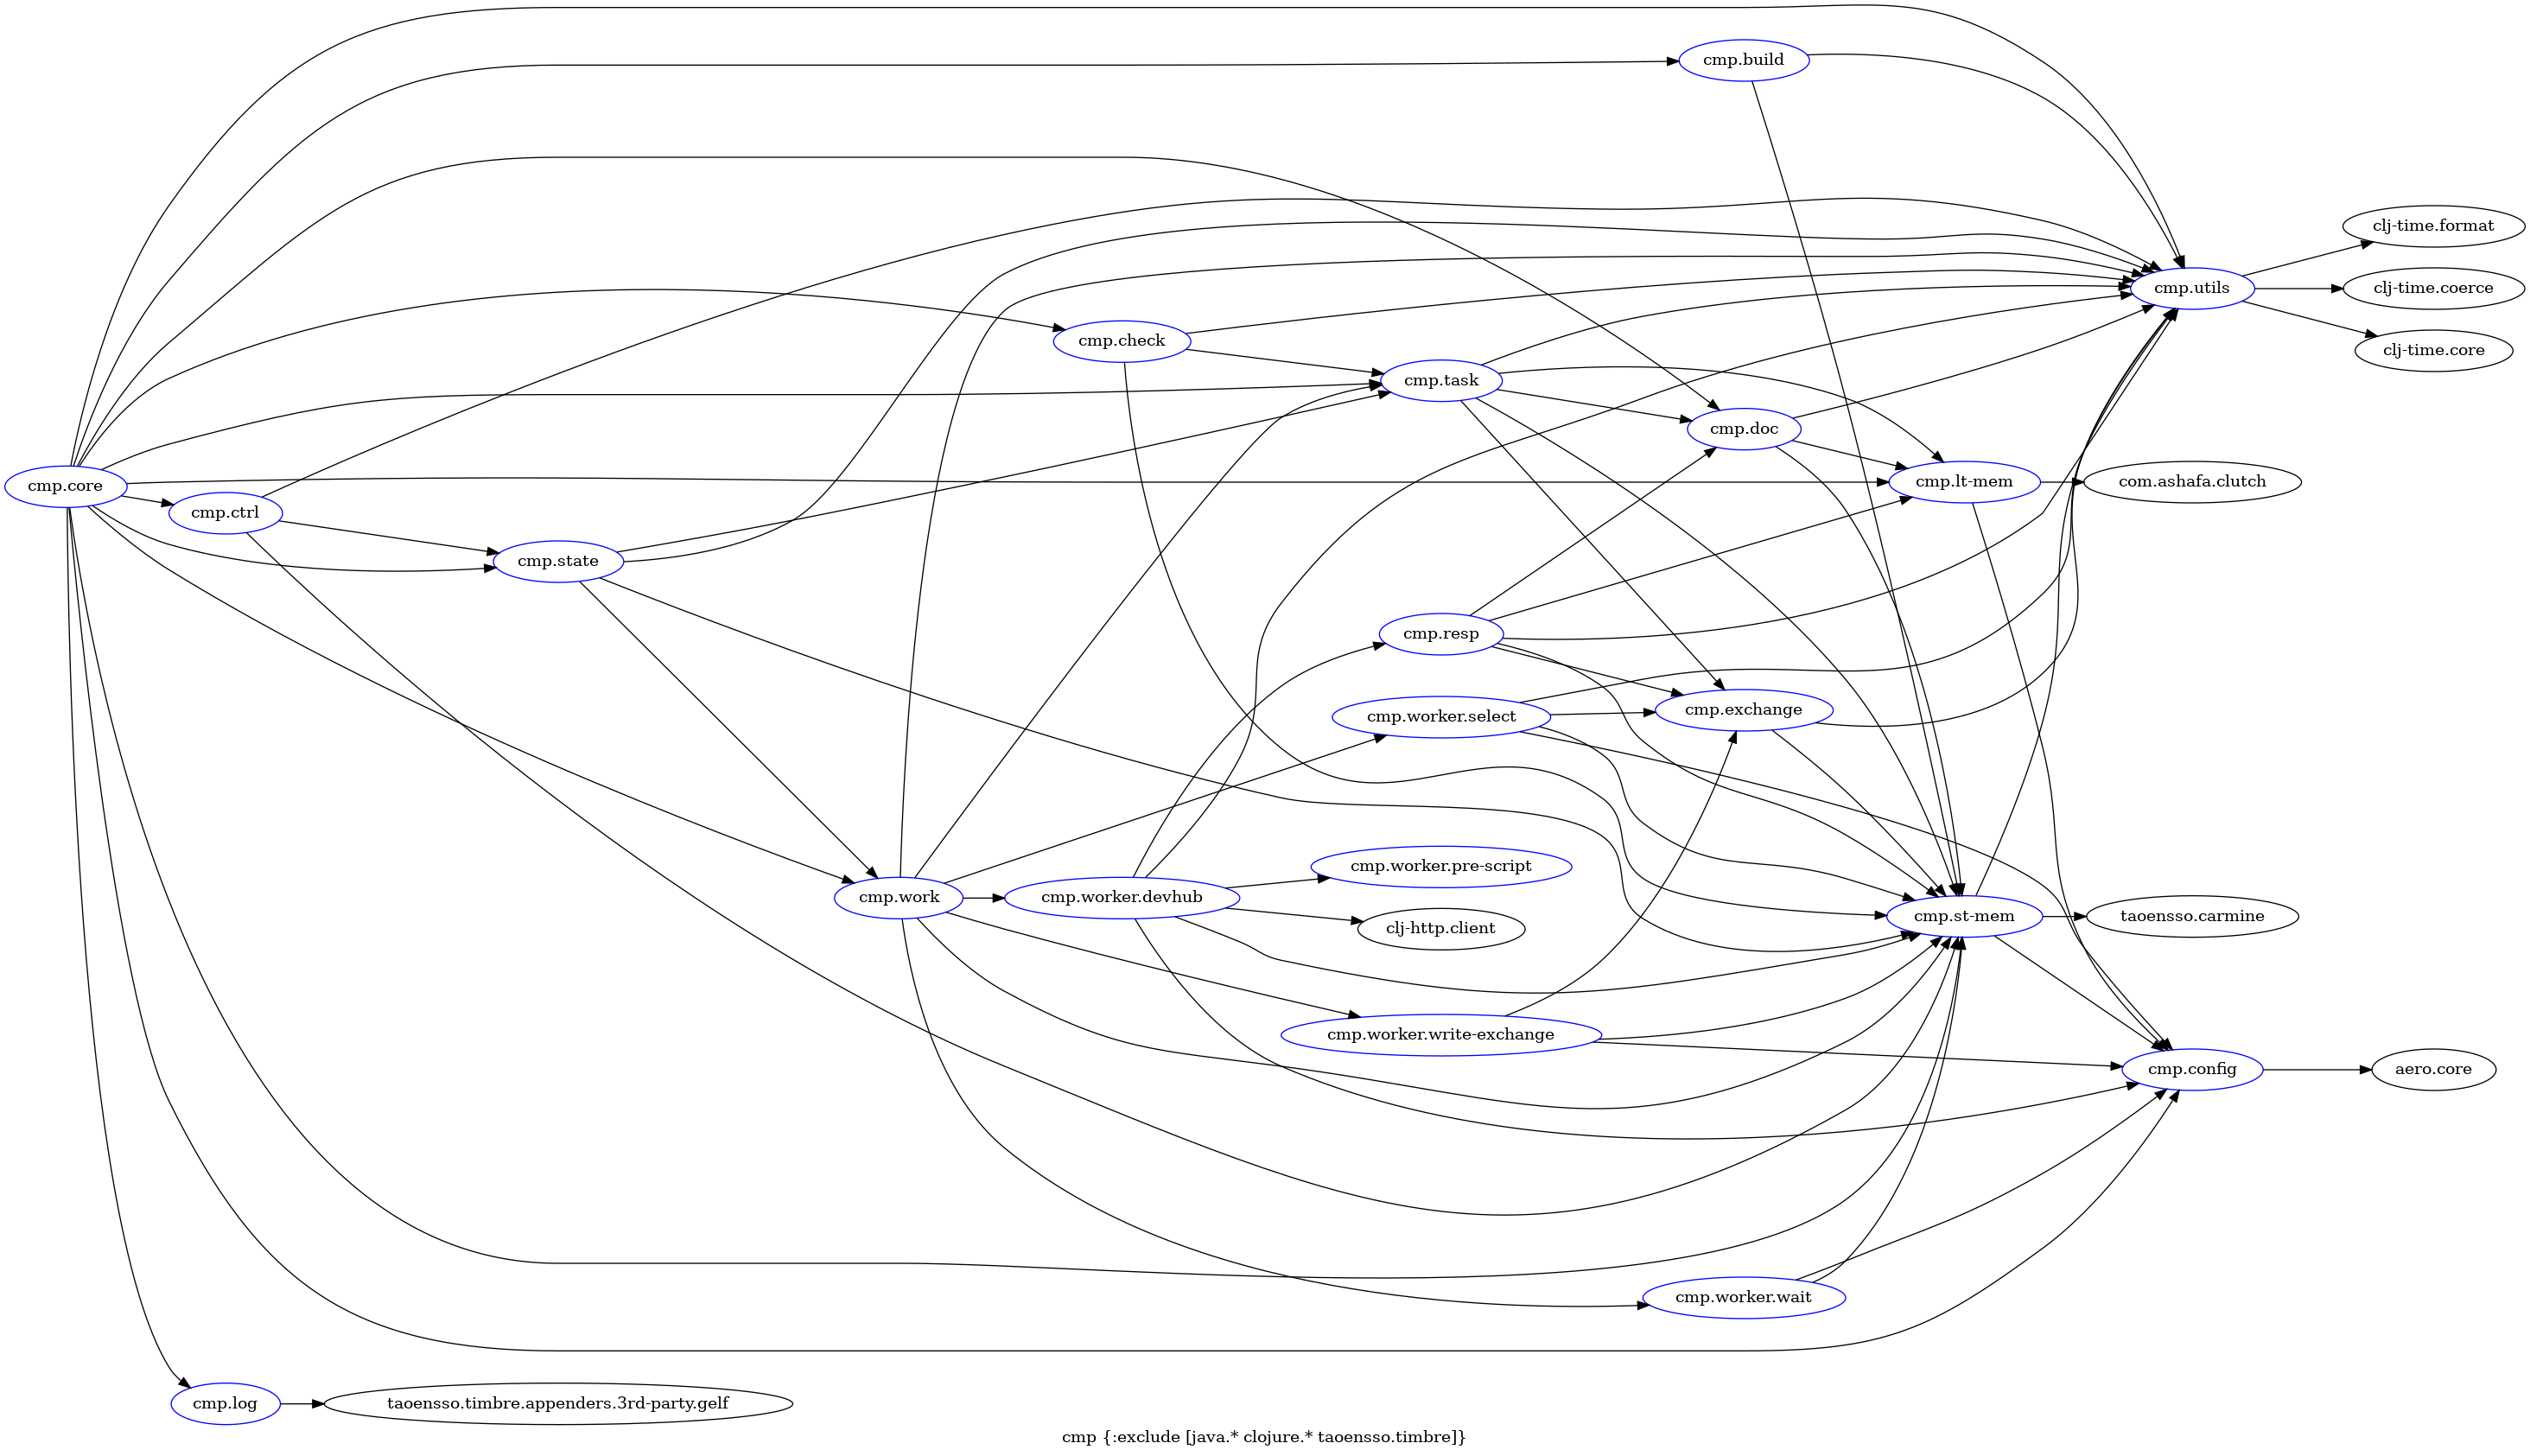 cmp.build
clj-time.format
cmp.utils
clj-time.coerce
cmp.check
clj-time.core
cmp.task
cmp.doc
cmp.core
cmp.lt-mem
com.ashafa.clutch
cmp.ctrl
cmp.state
cmp.resp
cmp.worker.select
cmp.exchange
cmp.worker.pre-script
cmp.work
cmp.worker.devhub
clj-http.client
cmp.st-mem
taoensso.carmine
cmp.worker.write-exchange
cmp.config
aero.core
cmp.worker.wait
cmp.log
taoensso.timbre.appenders.3rd-party.gelf
cmp {:exclude [java.* clojure.* taoensso.timbre]}